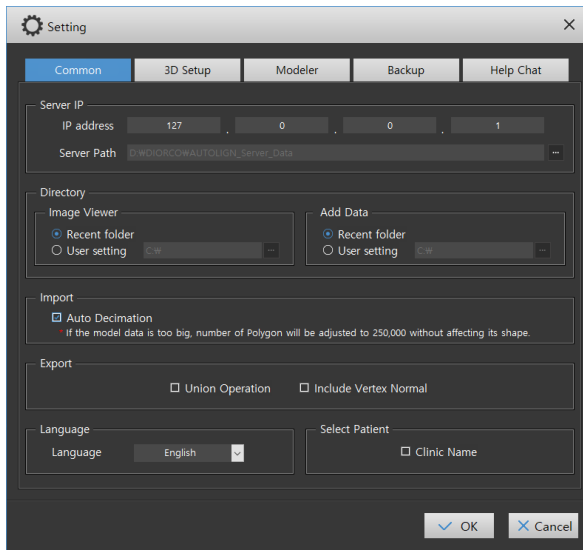 Setting
Common 3D Setup Modeler Backup Help Chat
Server IP
IP address 127 . 0 . 0 . 1
Server Path D:₩DIORCO₩AUTOLIGN_Server_Data ...
Directory
Image Viewer Add Data
Recent folder Recent folder
User setting C:₩ ... User setting C:₩ ...
Import
Auto Decimation
* If the model data is too big, number of Polygon will be adjusted to 250,000 without affecting its shape.
Export
Union Operation Include Vertex Normal
Language Select Patient
Language English Clinic Name
OK Cancel